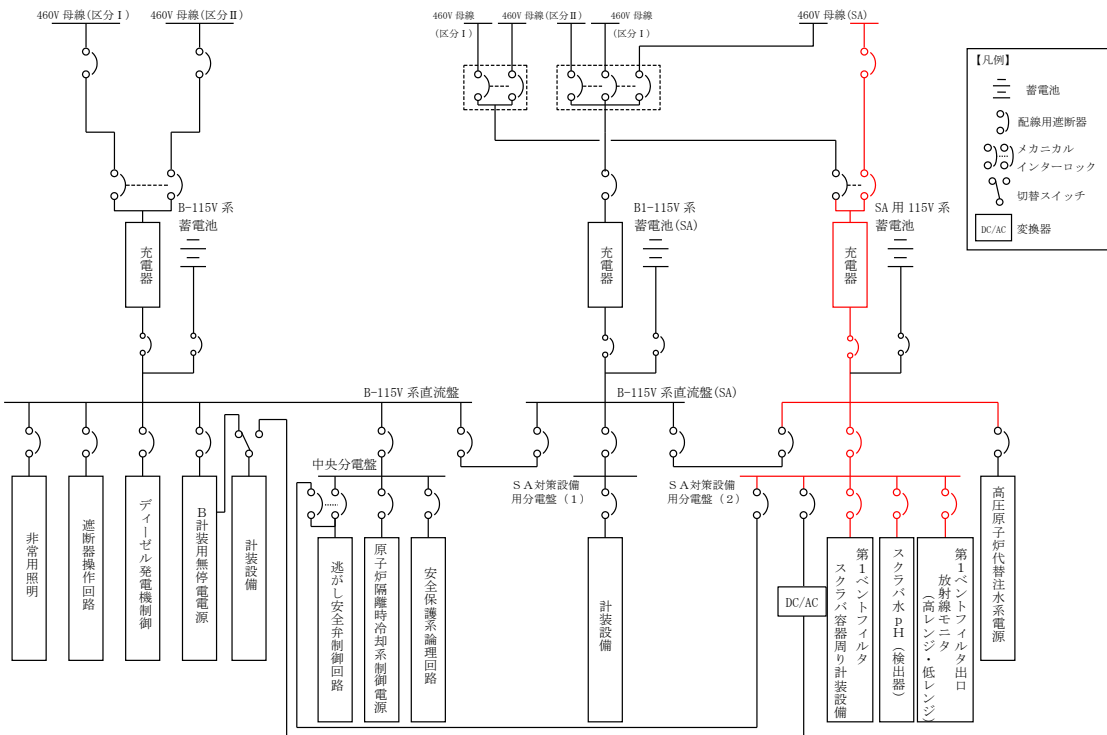 460V 母線(区分Ⅰ)
460V 母線(区分Ⅱ)
460V 母線
(区分Ⅰ)
460V 母線(区分Ⅱ)
460V 母線
(区分Ⅰ)
460V 母線(SA)
【凡例】
蓄電池
配線用遮断器
メカニカル
インターロック
切替スイッチ
DC/AC
変換器
B-115V 系
蓄電池
B1-115V 系
蓄電池(SA)
SA 用 115V 系
蓄電池
充電器
充電器
充電器
B-115V 系直流盤
B-115V 系直流盤(SA)
中央分電盤
SA対策設備
用分電盤(1)
SA対策設備
用分電盤(2)
非常用照明
遮断器操作回路
ディーゼル発電機制御
B計装用無停電電源
計装設備
逃がし安全弁制御回路
原子炉隔離時冷却系制御電源
安全保護系論理回路
計装設備
DC/AC
第1ベントフィルタ
スクラバ容器周り計装設備
スクラバ水pH(検出器)
第1ベントフィルタ出口
放射線モニタ
(高レンジ・低レンジ)
高圧原子炉代替注水系電源